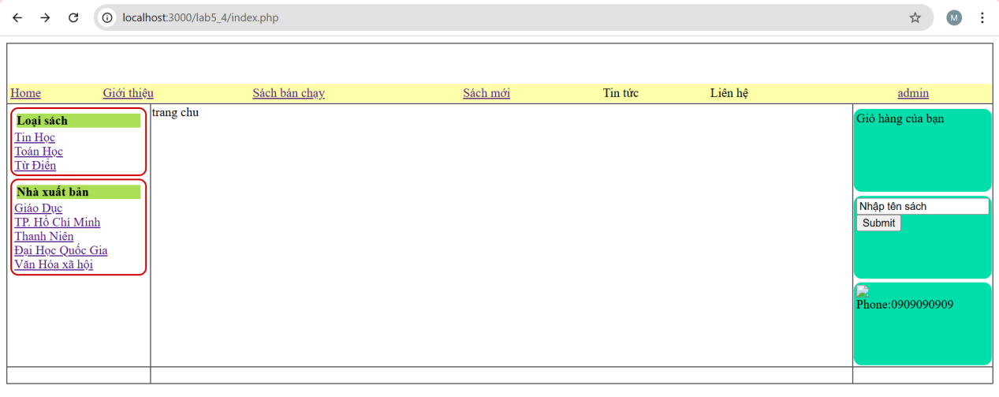 localhost:3000/lab5_4/index.php
M
Home Giới thiệu Sách bán chạy Sách mới Tin tức Liên hệ admin
Loại sách
Tin Học
Toán Học
Từ Điển
Nhà xuất bản
Giáo Dục
TP. Hồ Chí Minh
Thanh Niên
Đại Học Quốc Gia
Văn Hóa xã hội
trang chu
Giỏ hàng của bạn
Nhập tên sách
Submit
Phone:0909090909